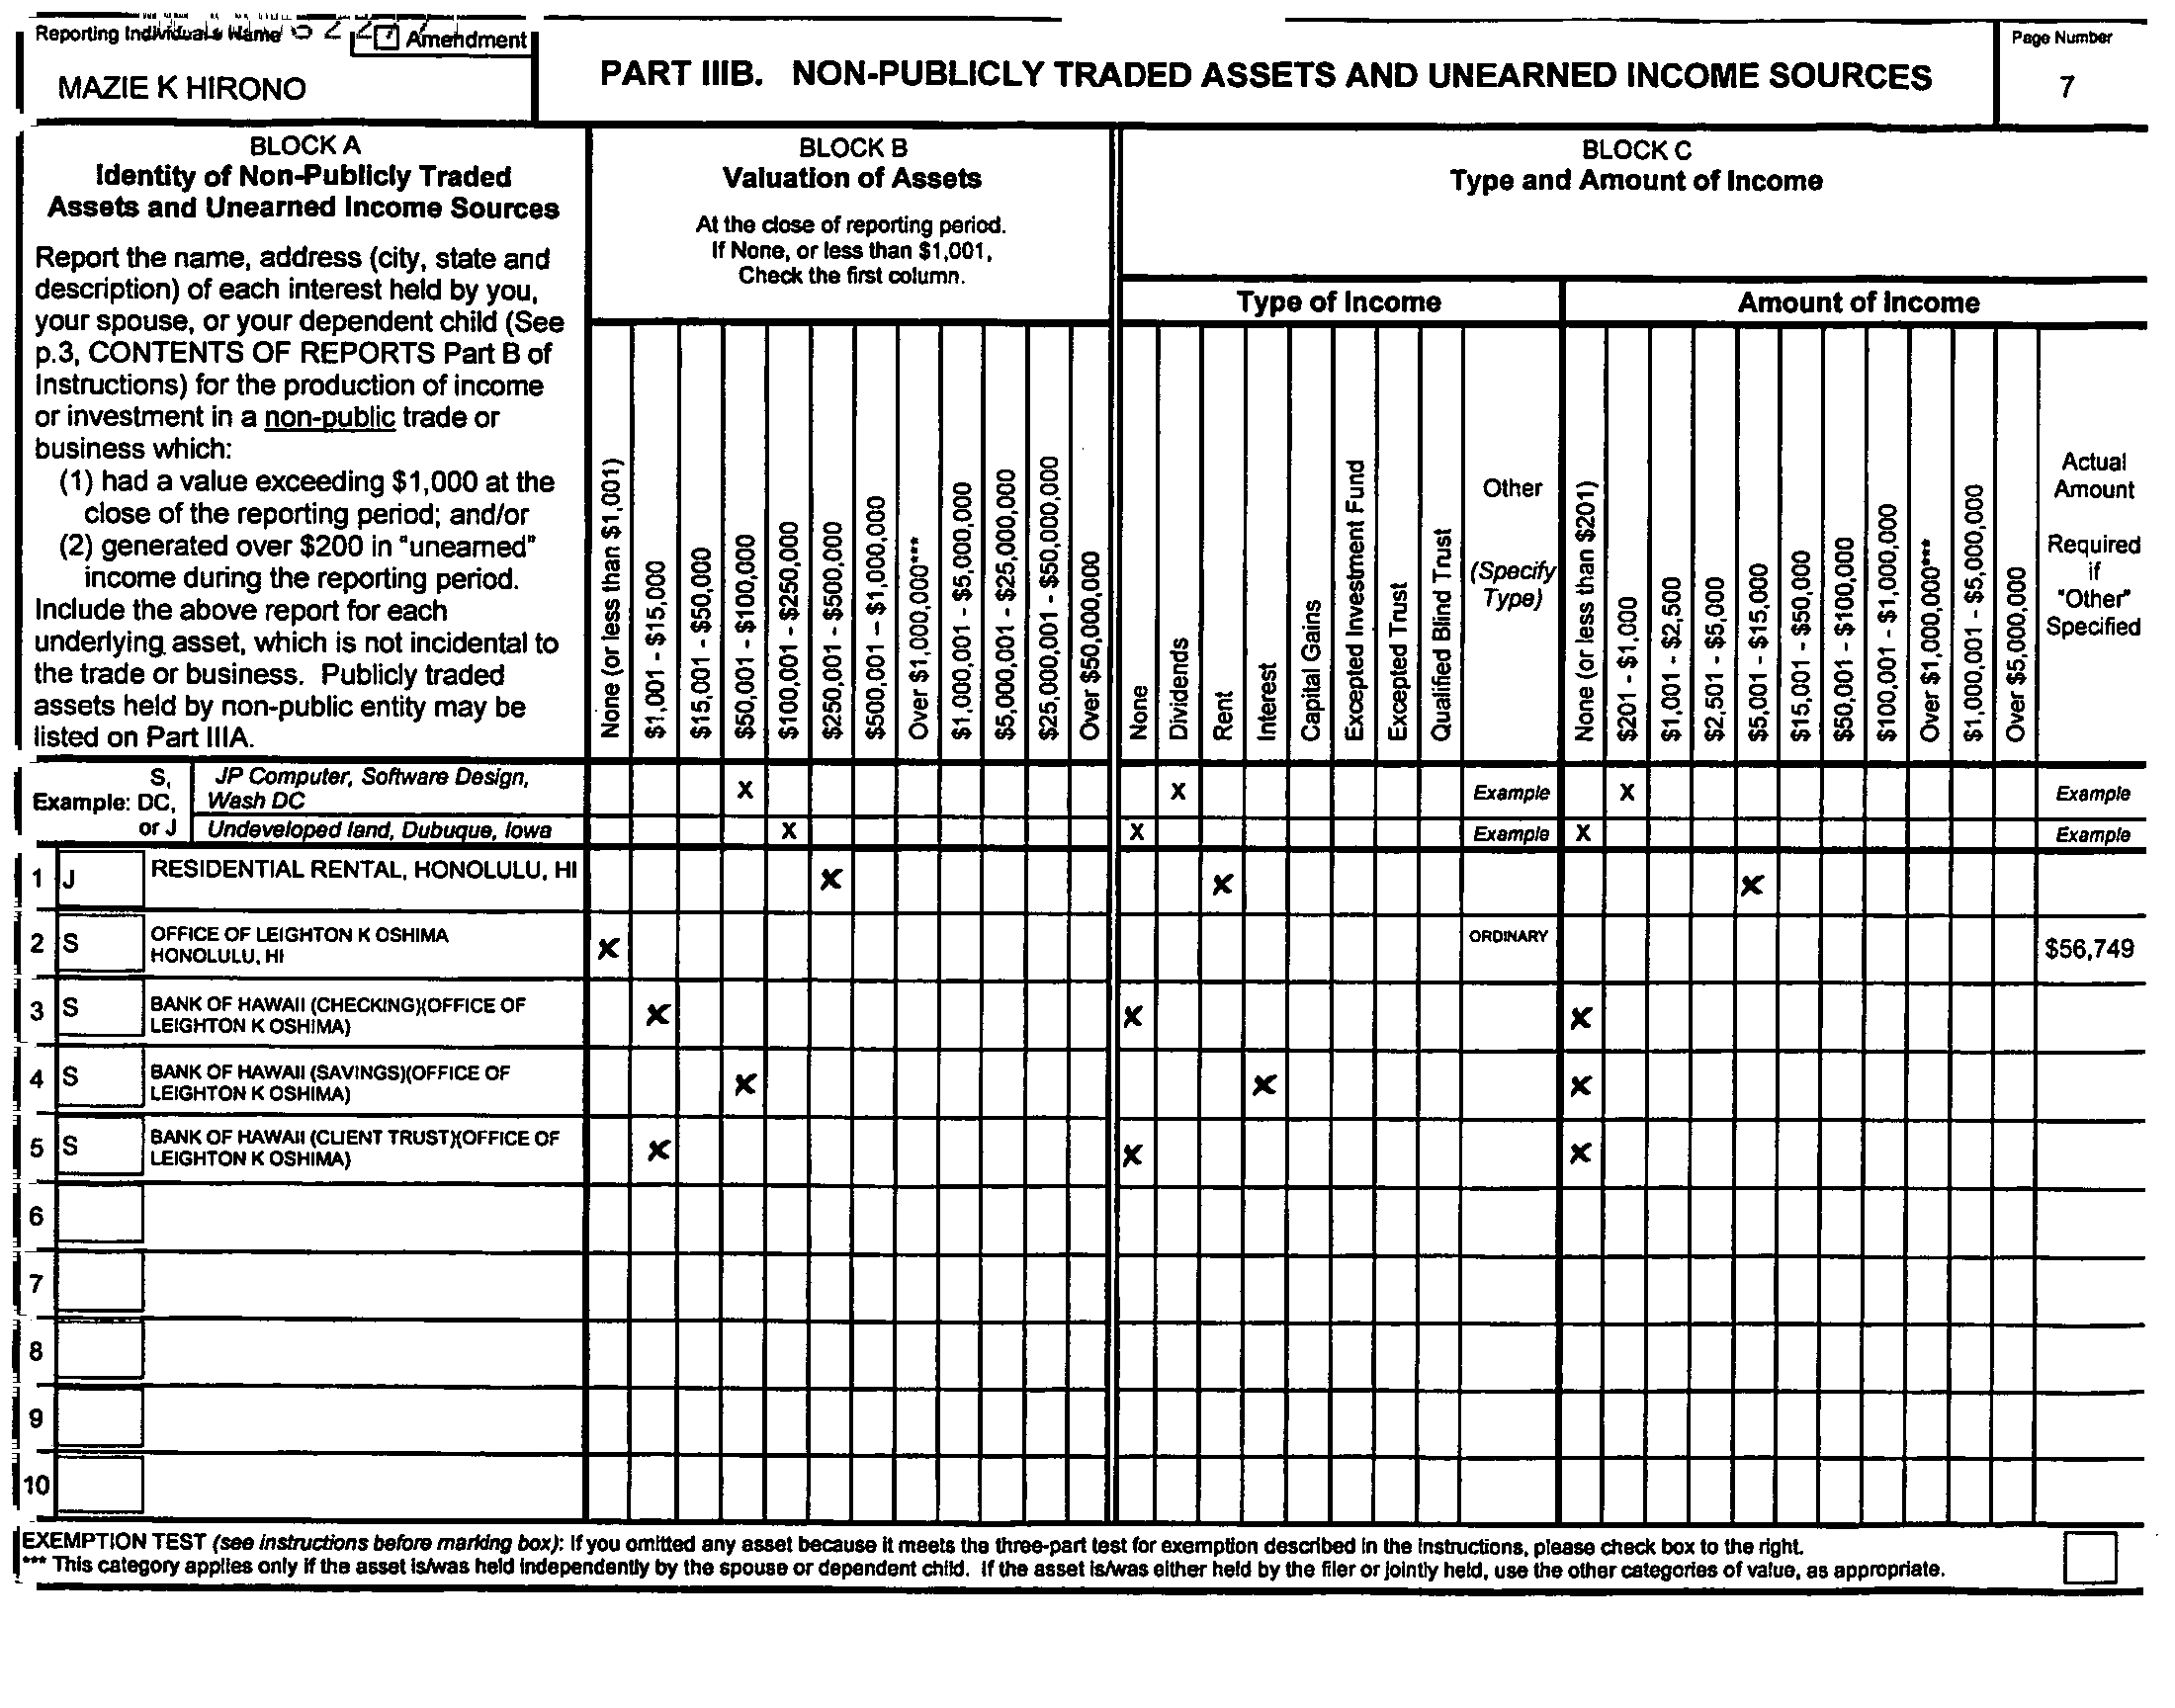 Reporting Individual's Name
Amendment
MAZIE K HIRONO
PART IIIB. NON-PUBLICLY TRADED ASSETS AND UNEARNED INCOME SOURCES
Page Number
7
BLOCK A
Identity of Non-Publicly Traded
Assets and Unearned Income Sources
Report the name, address (city, state and
description) of each interest held by you,
your spouse, or your dependent child (See
p.3, CONTENTS OF REPORTS Part B of
Instructions) for the production of income
or investment in a non-public trade or
business which:
(1) had a value exceeding $1,000 at the
close of the reporting period; and/or
(2) generated over $200 in "unearned"
income during the reporting period.
Include the above report for each
underlying asset, which is not incidental to
the trade or business. Publicly traded
assets held by non-public entity may be
listed on Part IIIA.
BLOCK B
Valuation of Assets
At the close of reporting period.
If None, or less than $1,001,
Check the first column.
None (or less than $1,001)
$1,001 - $15,000
$15,001 - $50,000
$50,001 - $100,000
$100,001 - $250,000
$250,001 - $500,000
$500,001 – $1,000,000
Over $1,000,000***
$1,000,001 - $5,000,000
$5,000,001 - $25,000,000
$25,000,001 - $50,000,000
Over $50,000,000
BLOCK C
Type and Amount of Income
Type of Income
None
Dividends
Rent
Interest
Capital Gains
Excepted Investment Fund
Excepted Trust
Qualified Blind Trust
Other
(Specify
Type)
Amount of Income
None (or less than $201)
$201 - $1,000
$1,001 - $2,500
$2,501 - $5,000
$5,001 - $15,000
$15,001 - $50,000
$50,001 - $100,000
$100,001 - $1,000,000
Over $1,000,000***
$1,000,001 - $5,000,000
Over $5,000,000
Actual
Amount
Required
if
"Other"
Specified
Example:
S,
DC,
or J
JP Computer, Software Design,
Wash DC
X X Example X Example
Undeveloped land, Dubuque, Iowa X X Example X Example
1 J RESIDENTIAL RENTAL, HONOLULU, HI X X X
2 S OFFICE OF LEIGHTON K OSHIMA
HONOLULU, HI X ORDINARY $56,749
3 S BANK OF HAWAII (CHECKING)(OFFICE OF
LEIGHTON K OSHIMA) X X X
4 S BANK OF HAWAII (SAVINGS)(OFFICE OF
LEIGHTON K OSHIMA) X X X
5 S BANK OF HAWAII (CLIENT TRUST)(OFFICE OF
LEIGHTON K OSHIMA) X X X
6
7
8
9
10
EXEMPTION TEST (see instructions before marking box): If you omitted any asset because it meets the three-part test for exemption described in the instructions, please check box to the right.
*** This category applies only if the asset is/was held independently by the spouse or dependent child. If the asset is/was either held by the filer or jointly held, use the other categories of value, as appropriate.